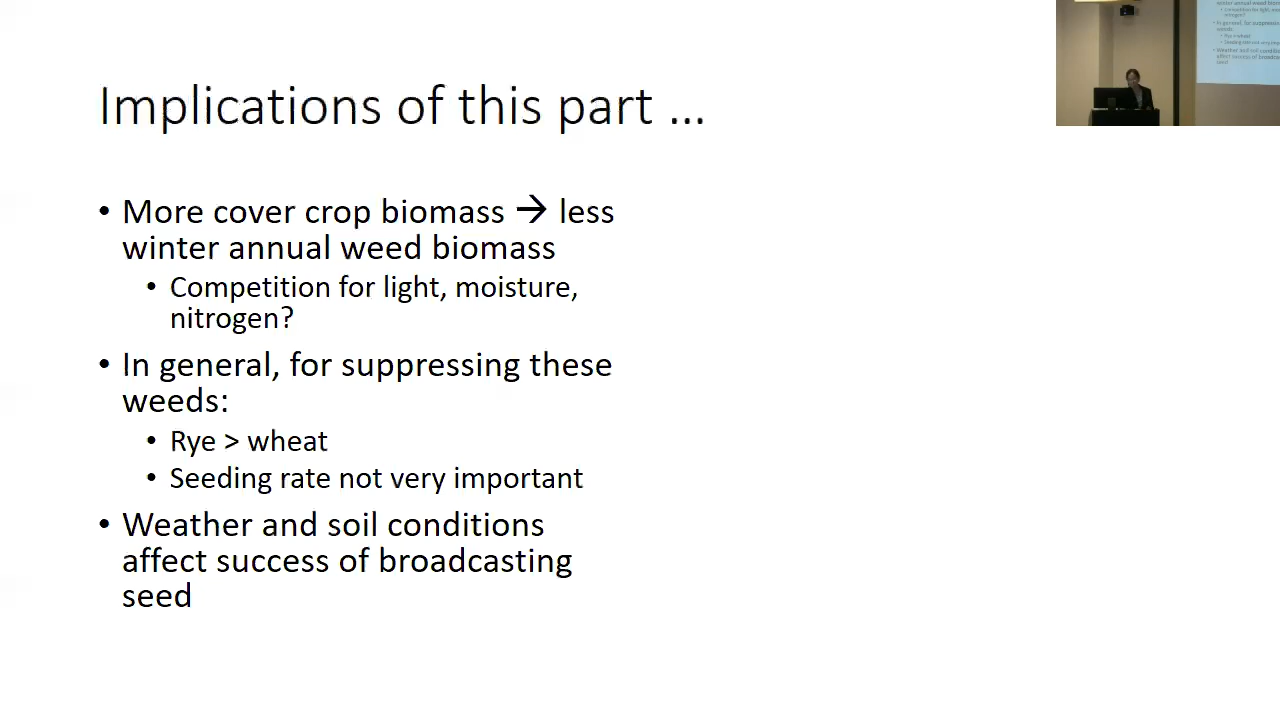 Implications of this part ...
• More cover crop biomass → less
winter annual weed biomass
• Competition for light, moisture,
nitrogen?
• In general, for suppressing these
weeds:
• Rye > wheat
• Seeding rate not very important
• Weather and soil conditions
affect success of broadcasting
seed